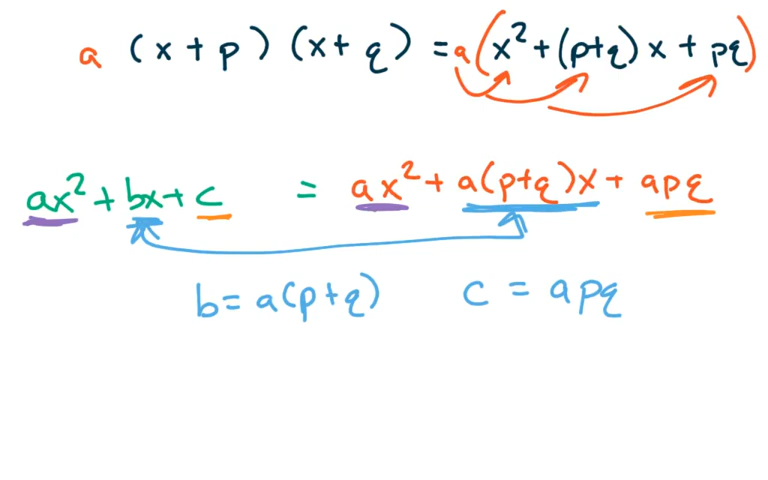 a (x+p)(x+q) = a(x²+(p+q)x+pq)
ax²+bx+c = ax²+a(p+q)x+apq
b=a(p+q) c=apq